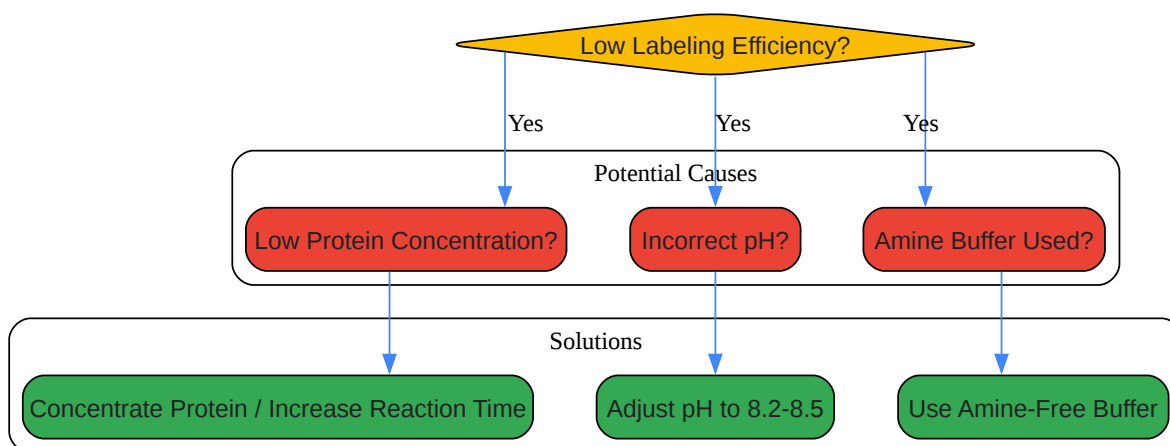 Low Labeling Efficiency?
Yes
Yes
Yes
Potential Causes
Low Protein Concentration?
Incorrect pH?
Amine Buffer Used?
Solutions
Concentrate Protein / Increase Reaction Time
Adjust pH to 8.2-8.5
Use Amine-Free Buffer